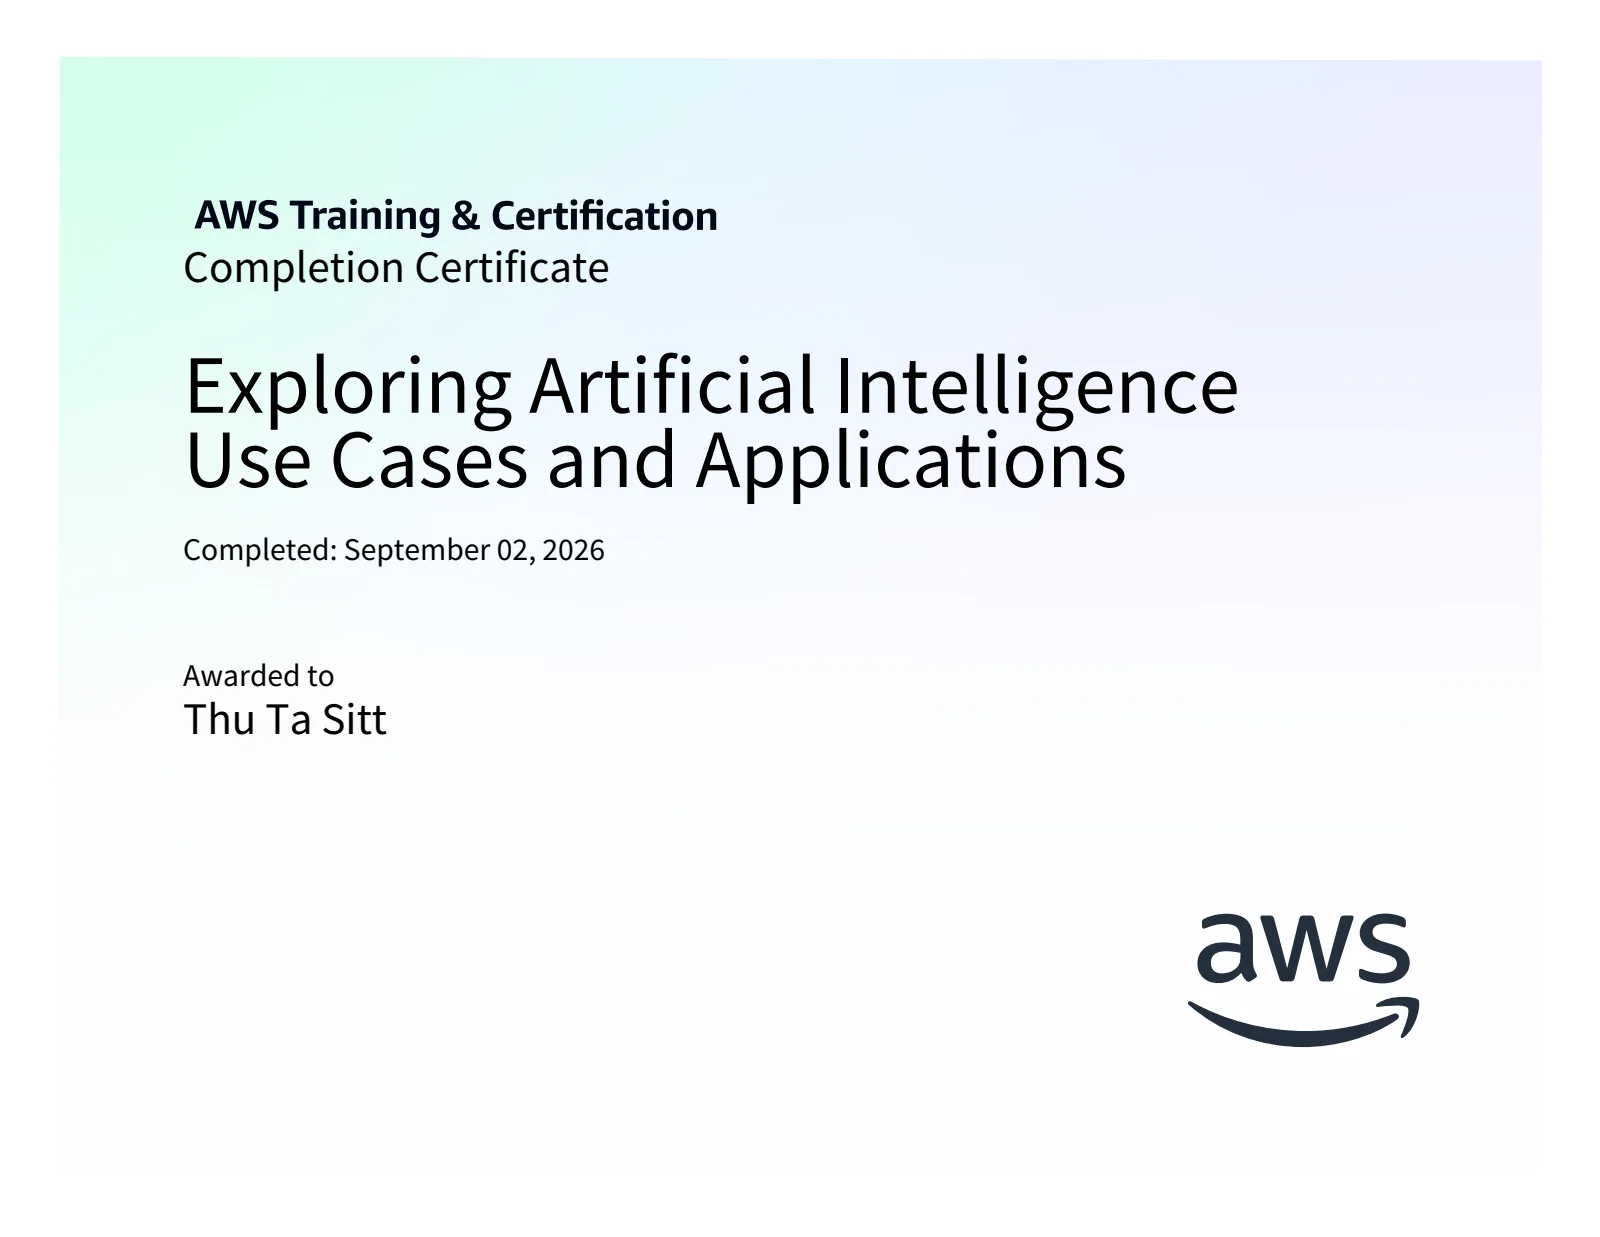 AWS Training & Certification
Completion Certificate
Exploring Artificial Intelligence
Use Cases and Applications
Completed: September 02, 2026
Awarded to
Thu Ta Sitt
aws